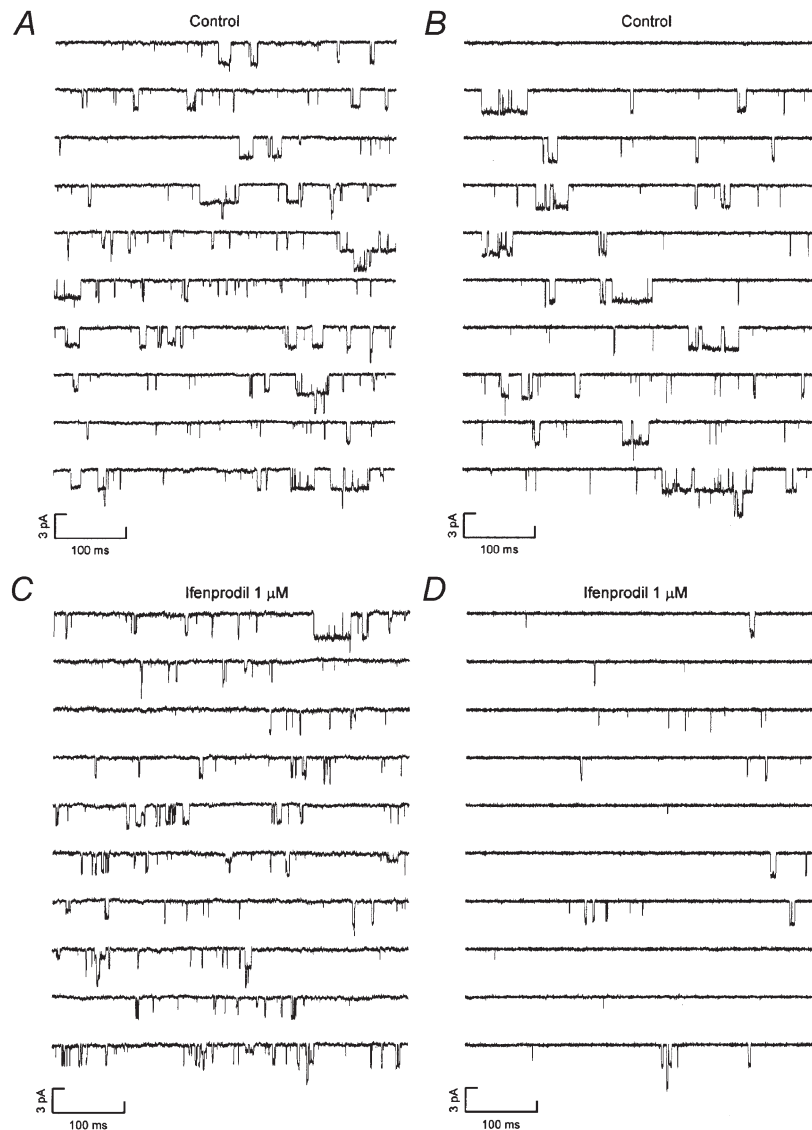 A
Control
3 pA
100 ms
B
Control
3 pA
100 ms
C
Ifenprodil 1 μM
3 pA
100 ms
D
Ifenprodil 1 μM
3 pA
100 ms